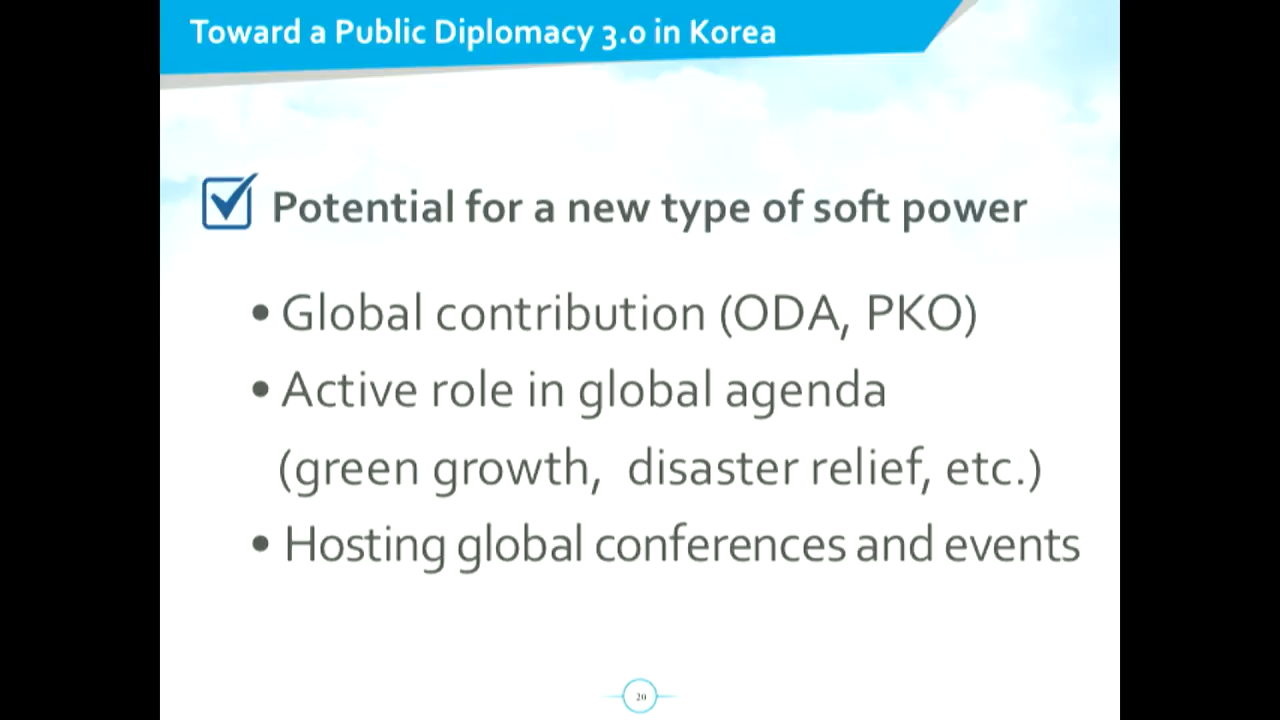 Toward a Public Diplomacy 3.0 in Korea
Potential for a new type of soft power
• Global contribution (ODA, PKO)
• Active role in global agenda
(green growth, disaster relief, etc.)
• Hosting global conferences and events